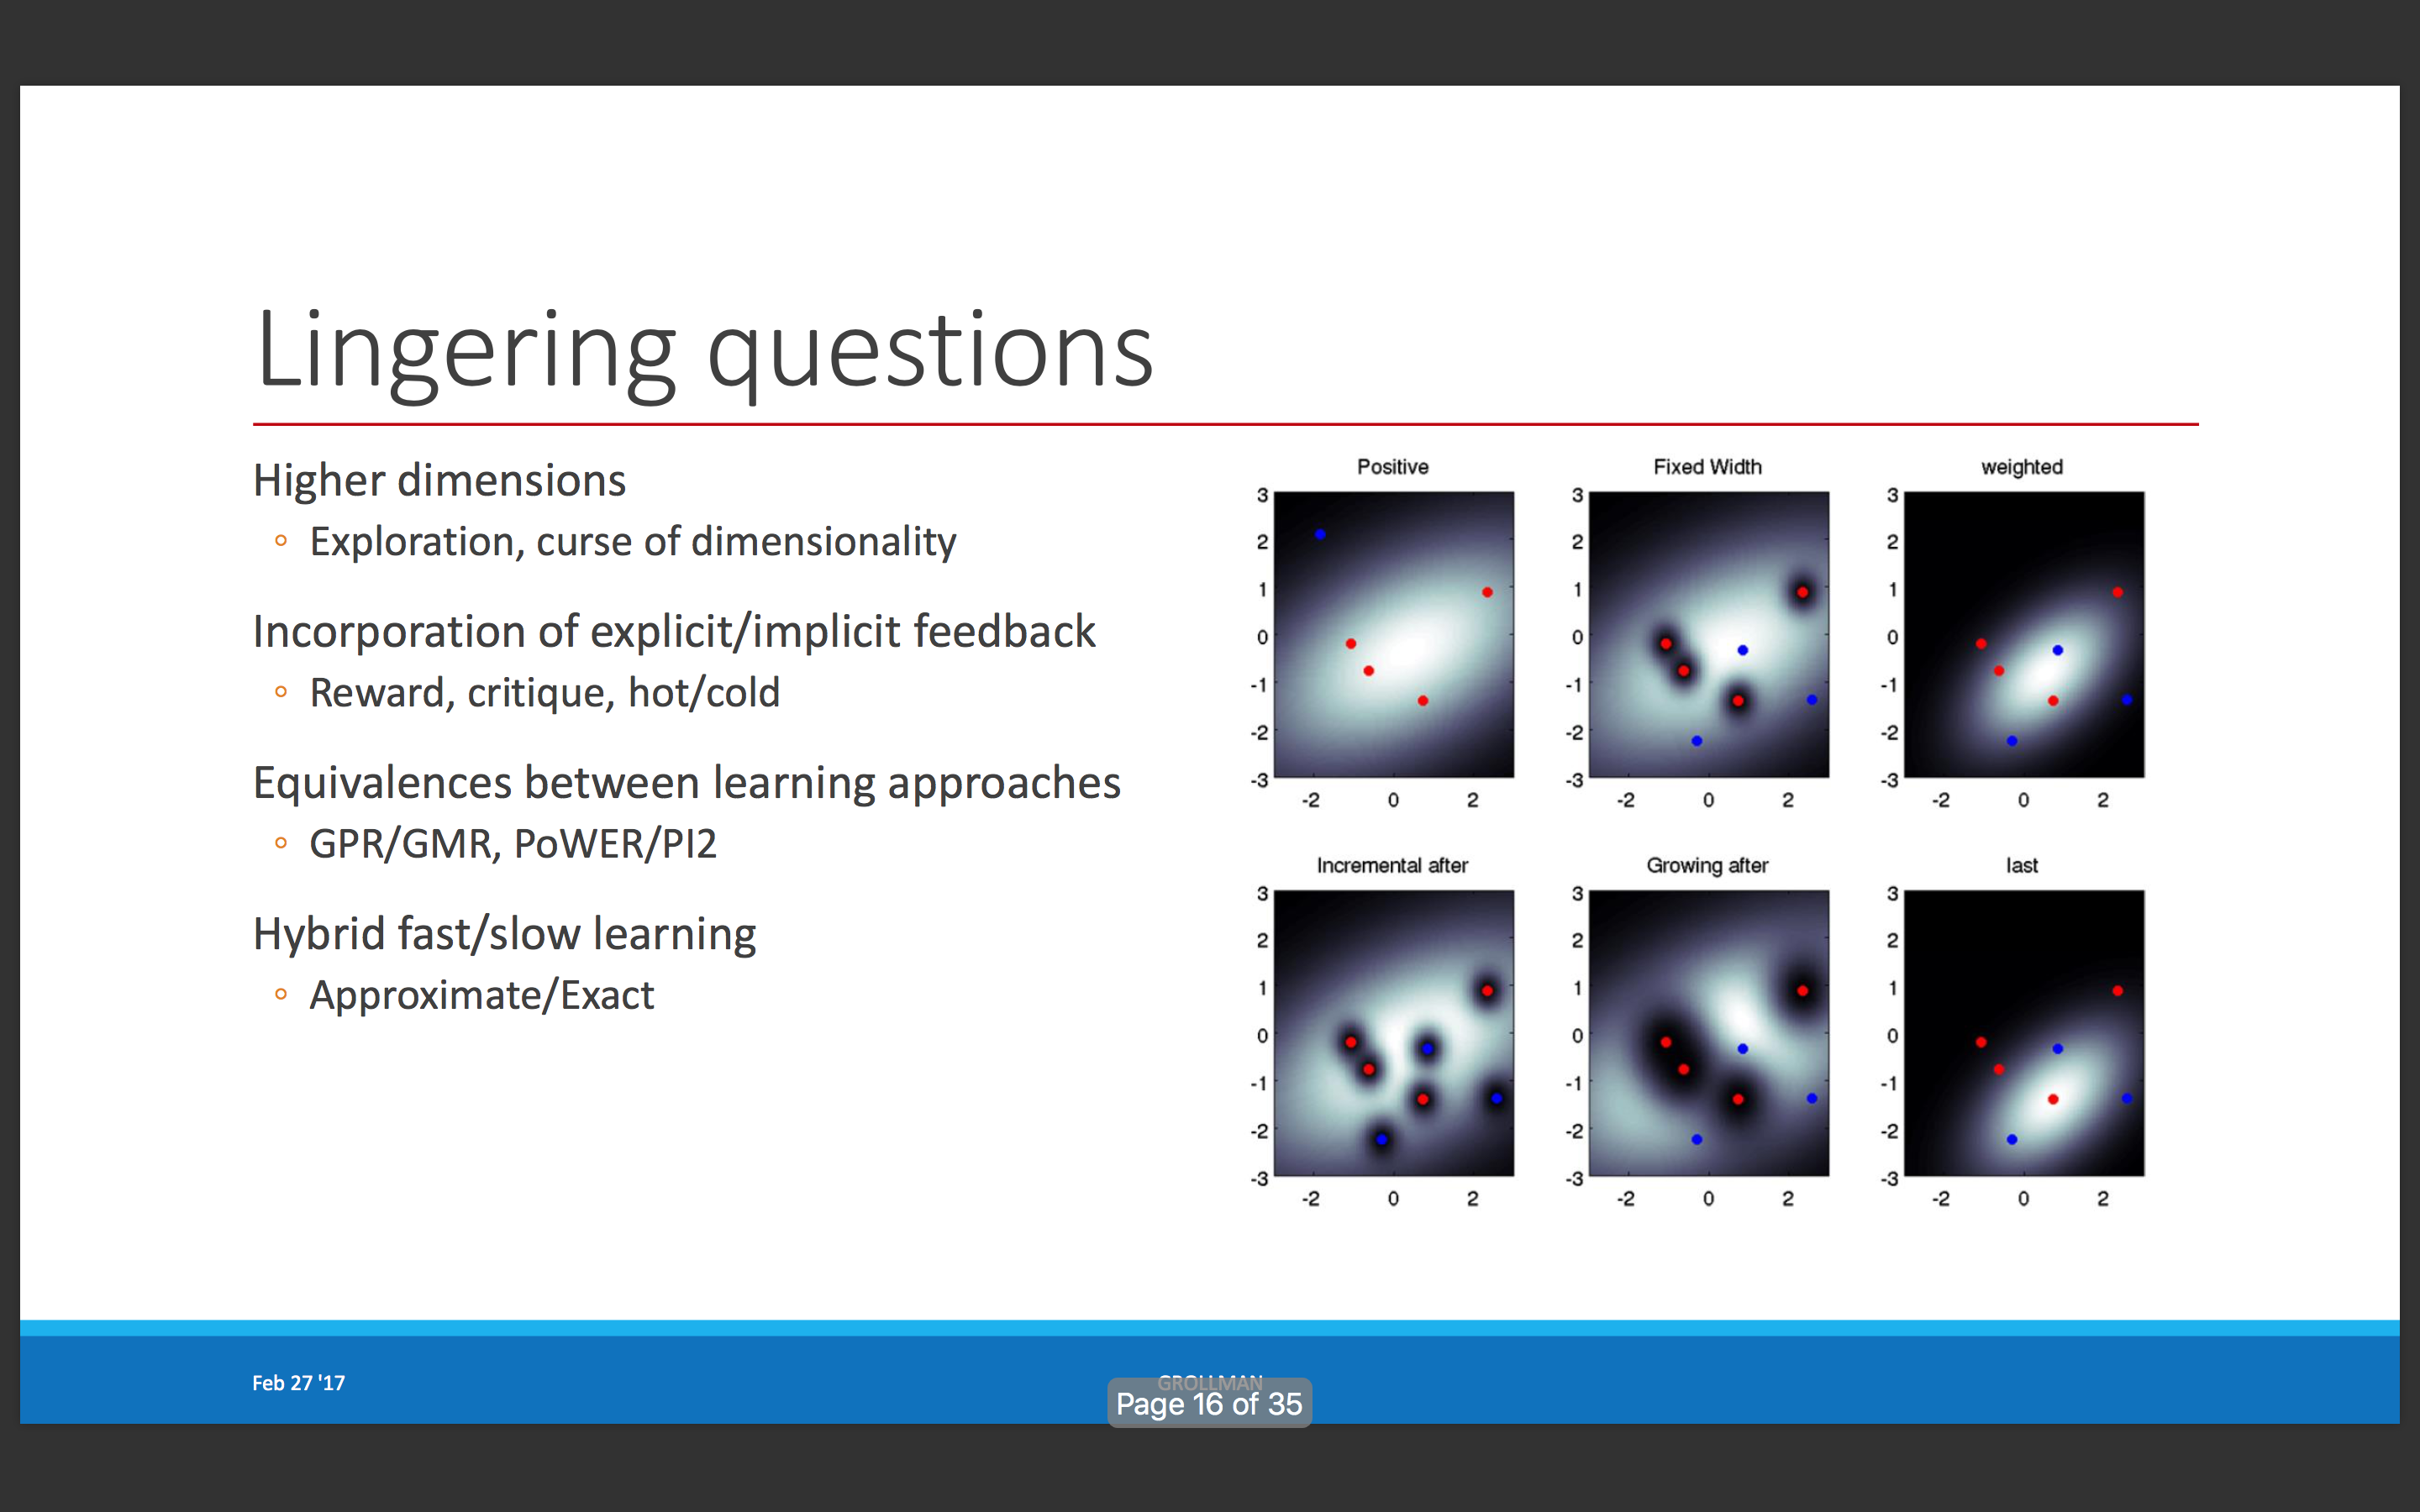 Lingering questions
Higher dimensions
Exploration, curse of dimensionality
Incorporation of explicit/implicit feedback
Reward, critique, hot/cold
Equivalences between learning approaches
GPR/GMR, PoWER/PI2
Hybrid fast/slow learning
Approximate/Exact
Positive
3
2
1
0
-1
-2
-3
-2 0 2
Fixed Width
3
2
1
0
-1
-2
-3
-2 0 2
weighted
3
2
1
0
-1
-2
-3
-2 0 2
Incremental after
3
2
1
0
-1
-2
-3
-2 0 2
Growing after
3
2
1
0
-1
-2
-3
-2 0 2
last
3
2
1
0
-1
-2
-3
-2 0 2
Feb 27 '17
GROLLMAN
Page 16 of 35